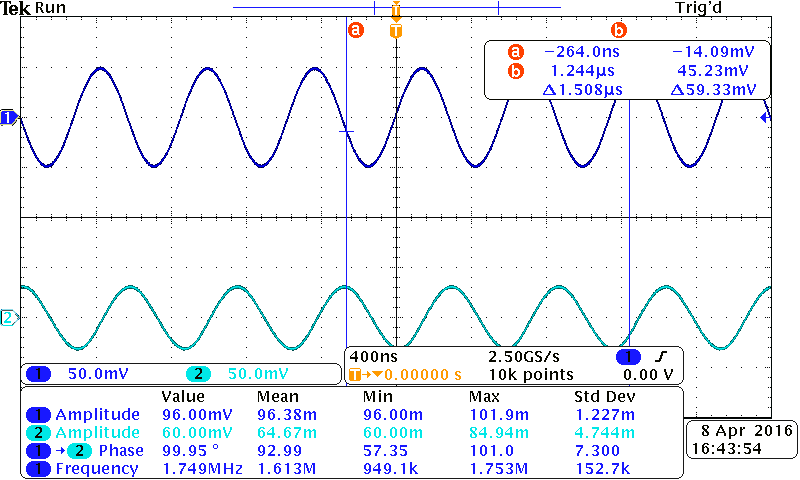 Tek Run Trig'd
T
a T b
a −264.0ns −14.09mV
b 1.244µs 45.23mV
Δ1.508µs Δ59.33mV
1
2
1 50.0mV 2 50.0mV
400ns 2.50GS/s 1
T→▼0.00000 s 10k points 0.00 V
Value Mean Min Max Std Dev
1 Amplitude 96.00mV 96.38m 96.00m 101.9m 1.227m
2 Amplitude 60.00mV 64.67m 60.00m 84.94m 4.744m
1 → 2 Phase 99.95 ° 92.99 57.35 101.0 7.300
1 Frequency 1.749MHz 1.613M 949.1k 1.753M 152.7k
8 Apr 2016
16:43:54